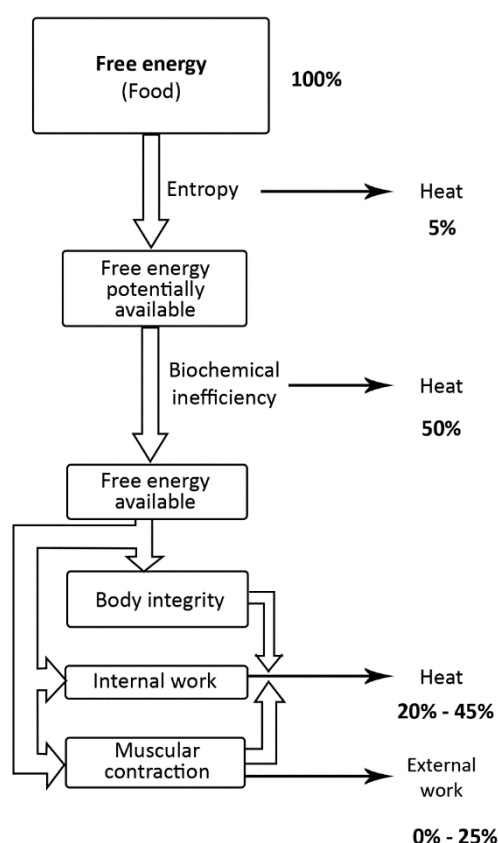 Free energy
(Food)
100%
Entropy
Heat
5%
Free energy
potentially
available
Biochemical
inefficiency
Heat
50%
Free energy
available
Body integrity
Internal work
Heat
20% - 45%
Muscular
contraction
External
work
0% - 25%